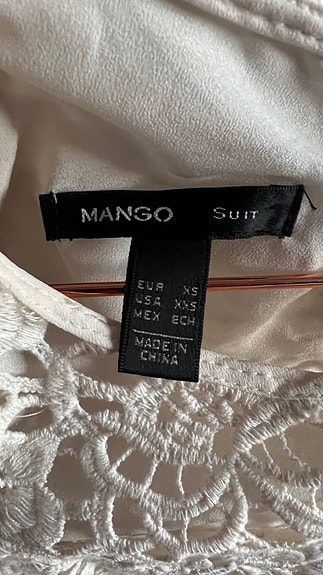 MANGO SUIT
EUR XS
USA XXS
MEX ECH
MADE IN
CHINA